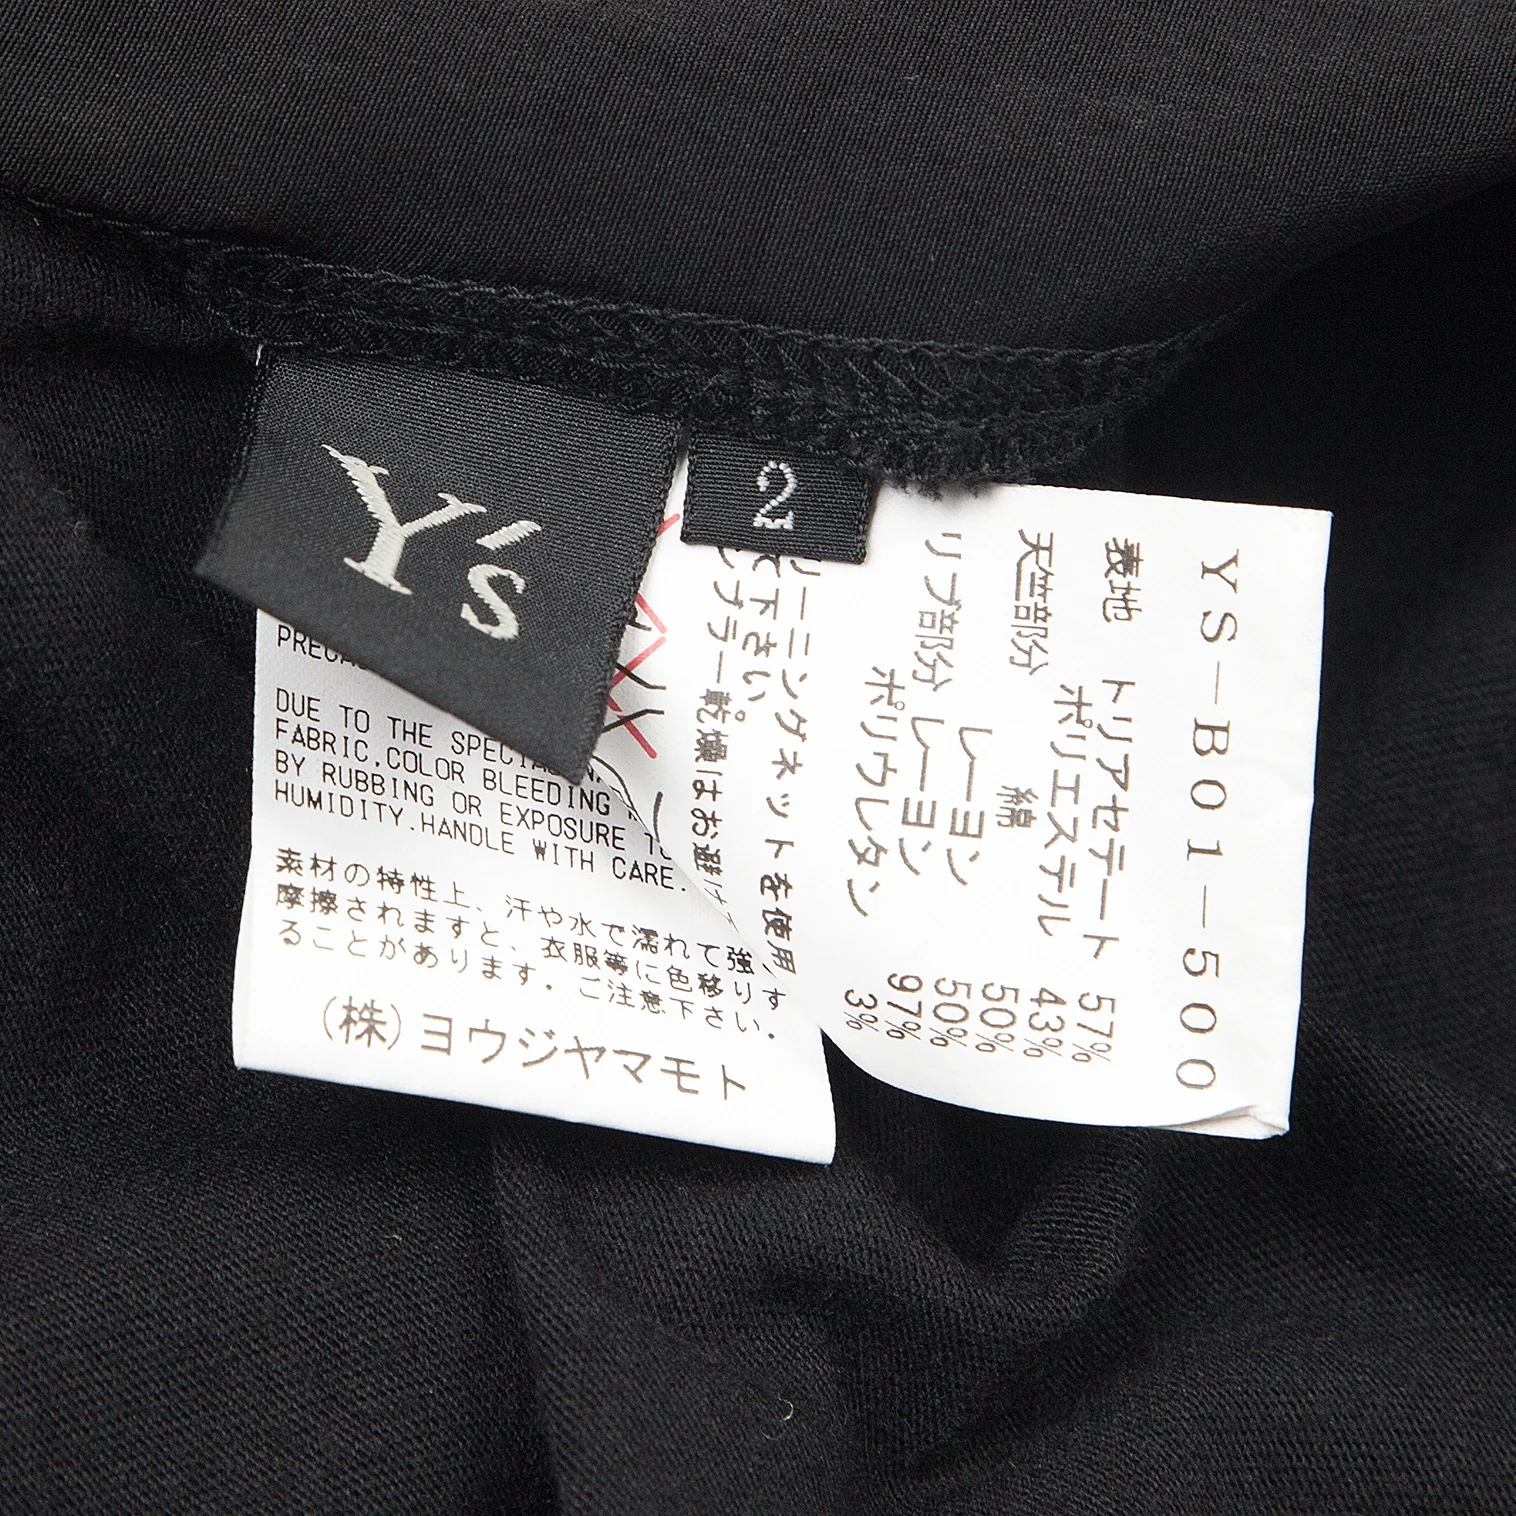 Y's
2
YS-B01-500
表地 トリアセテート 57%
ポリエステル 43%
天竺部分 綿 50%
レーヨン 50%
リブ部分 レーヨン 97%
ポリウレタン 3%
ーニングネットを使用
下さい
ブラー乾燥はお避け
DUE TO THE
FABRIC.COLOR BLEEDING
BY RUBBING OR EXPOSURE TO
HUMIDITY.HANDLE WITH CARE.
素材の特性上、汗や水で濡れて強
摩擦されますと、衣服等に色移りす
ることがあります。ご注意下さい。
(株)ヨウジヤマモト